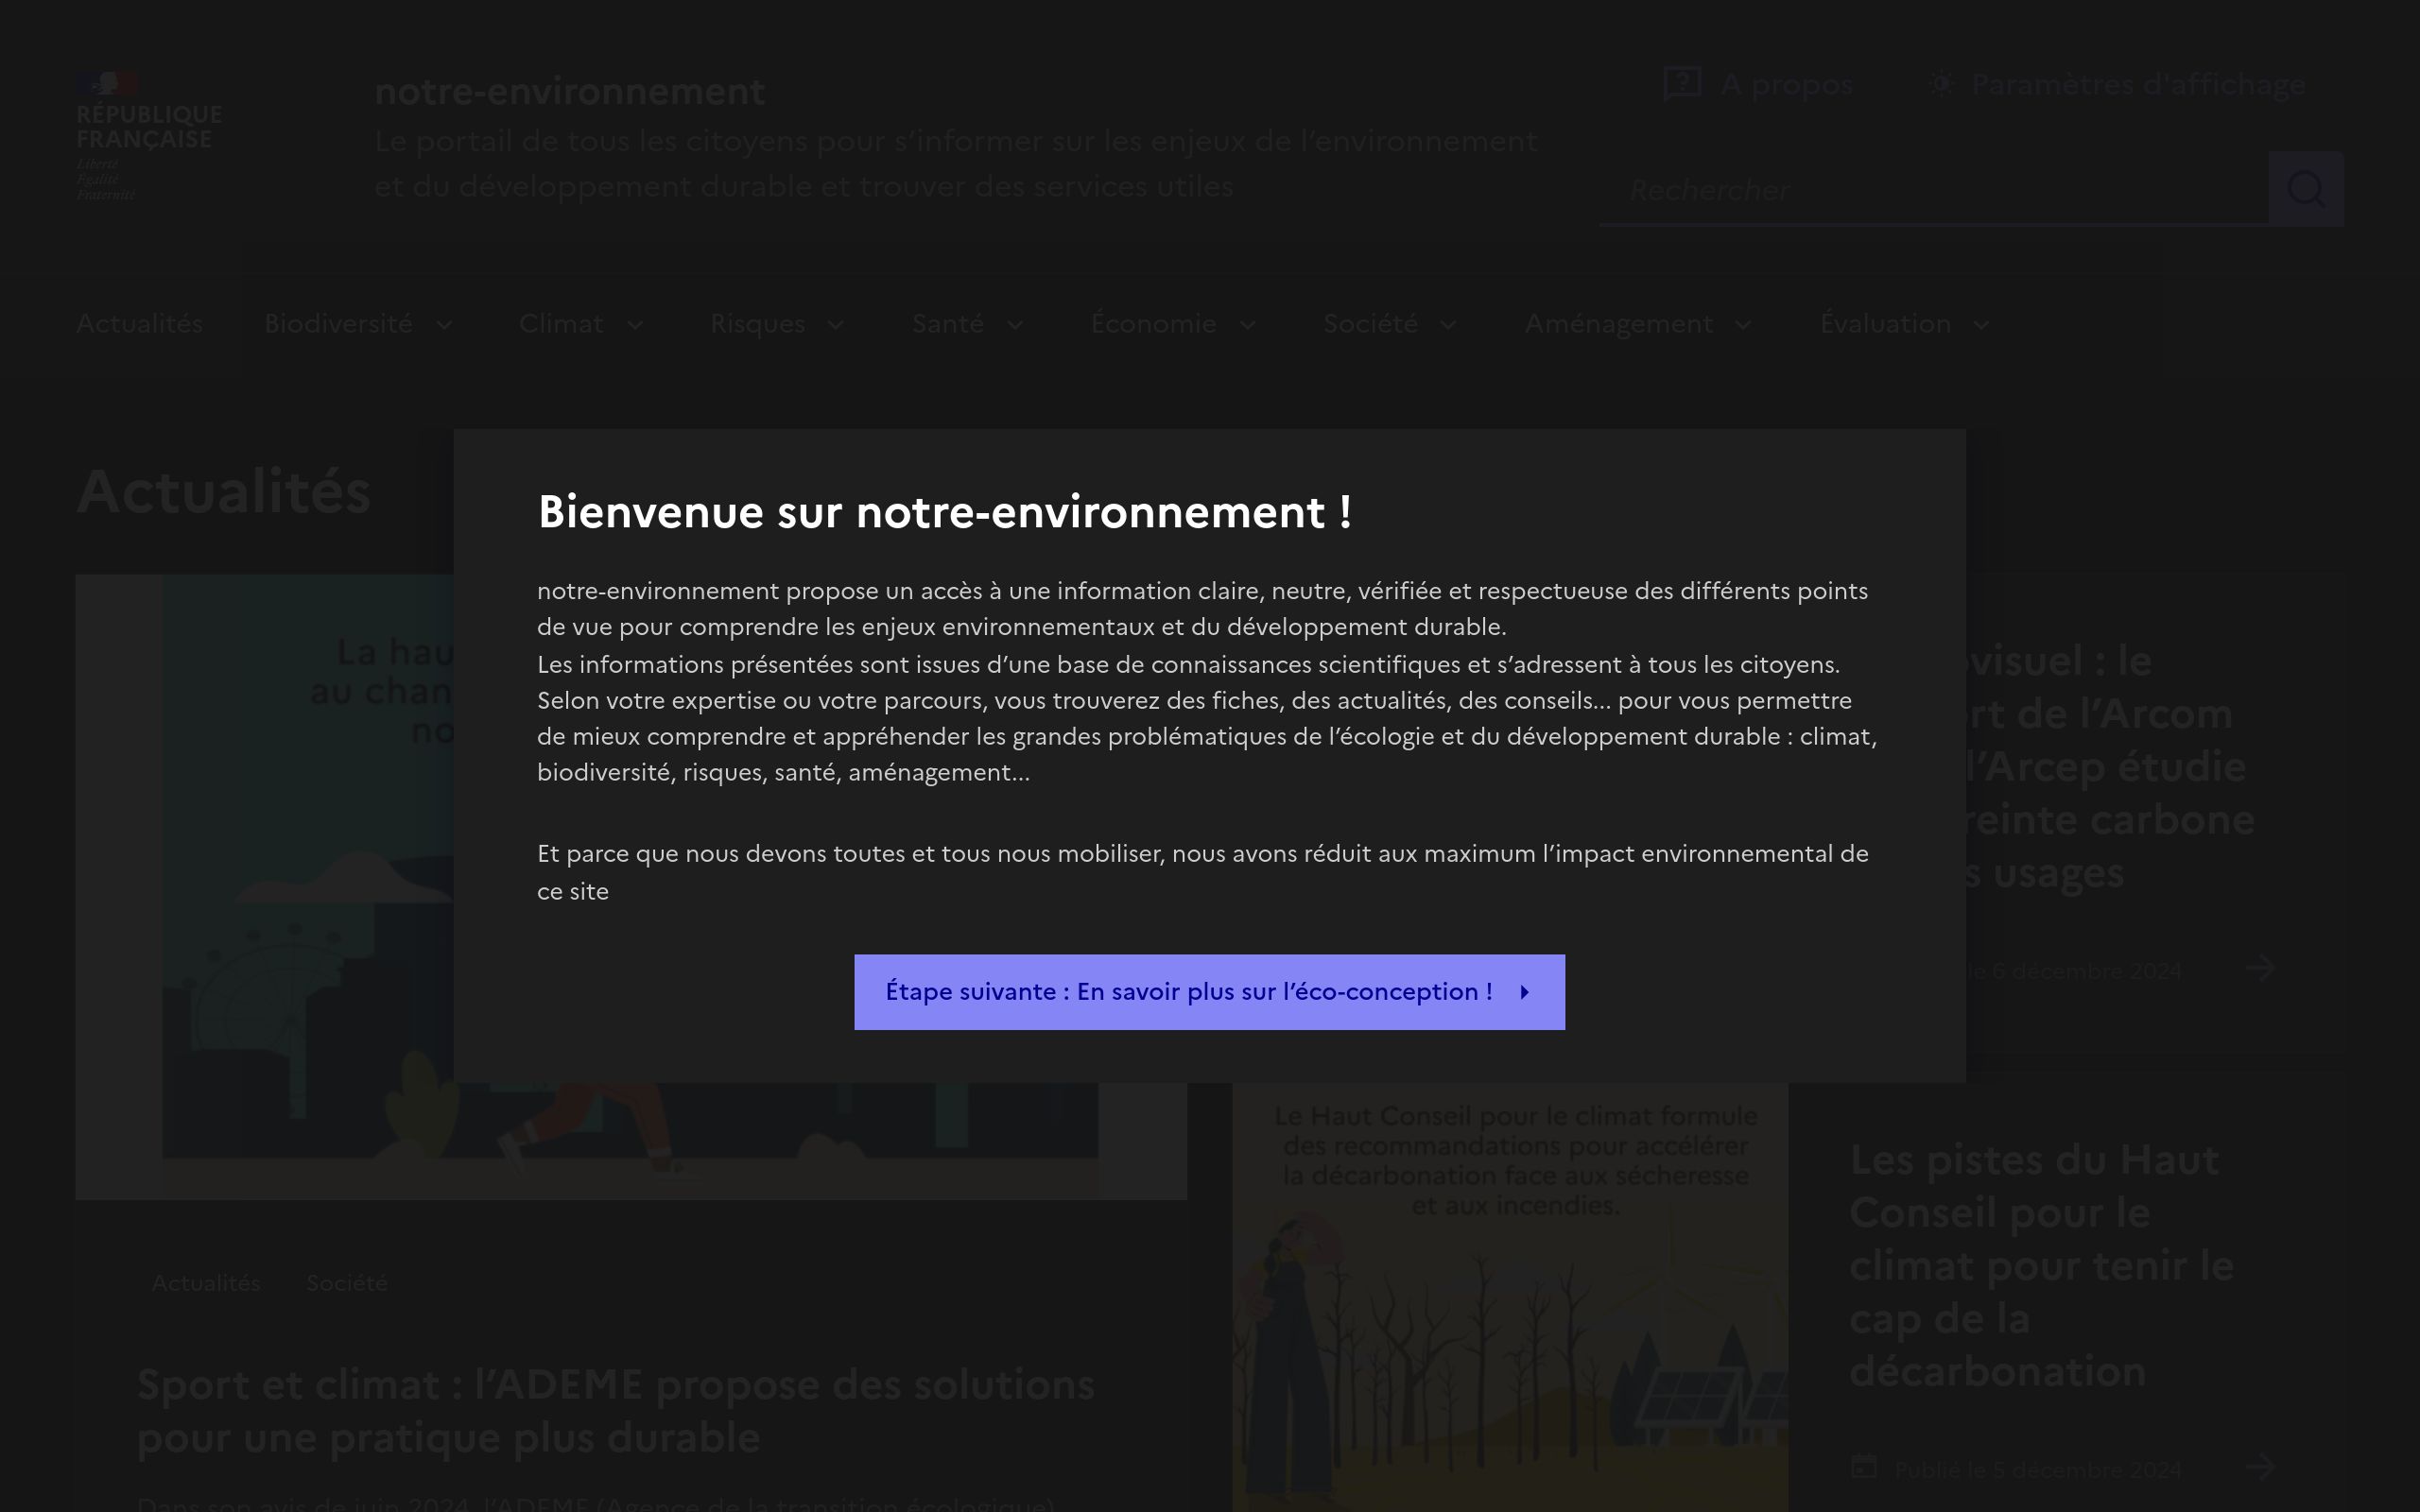 RÉPUBLIQUE
FRANÇAISE
Liberté
Égalité
Fraternité
notre-environnement
Le portail de tous les citoyens pour s’informer sur les enjeux de l’environnement
et du développement durable et trouver des services utiles
A propos
Paramètres d'affichage
Rechercher
Actualités
Biodiversité
Climat
Risques
Santé
Économie
Société
Aménagement
Évaluation
Actualités
La hau
au chan
no
Bienvenue sur notre-environnement !
notre-environnement propose un accès à une information claire, neutre, vérifiée et respectueuse des différents points
de vue pour comprendre les enjeux environnementaux et du développement durable.
Les informations présentées sont issues d’une base de connaissances scientifiques et s’adressent à tous les citoyens.
Selon votre expertise ou votre parcours, vous trouverez des fiches, des actualités, des conseils... pour vous permettre
de mieux comprendre et appréhender les grandes problématiques de l’écologie et du développement durable : climat,
biodiversité, risques, santé, aménagement...
Et parce que nous devons toutes et tous nous mobiliser, nous avons réduit aux maximum l’impact environnemental de
ce site
Étape suivante : En savoir plus sur l’éco-conception !
visuel : le
rt de l’Arcom
l’Arcep étudie
reinte carbone
s usages
le 6 décembre 2024
Actualités
Société
Sport et climat : l’ADEME propose des solutions
pour une pratique plus durable
Dans son avis de juin 2024, l’ADEME (Agence de la transition écologique)
Le Haut Conseil pour le climat formule
des recommandations pour accélérer
la décarbonation face aux sécheresse
et aux incendies.
Les pistes du Haut
Conseil pour le
climat pour tenir le
cap de la
décarbonation
Publié le 5 décembre 2024